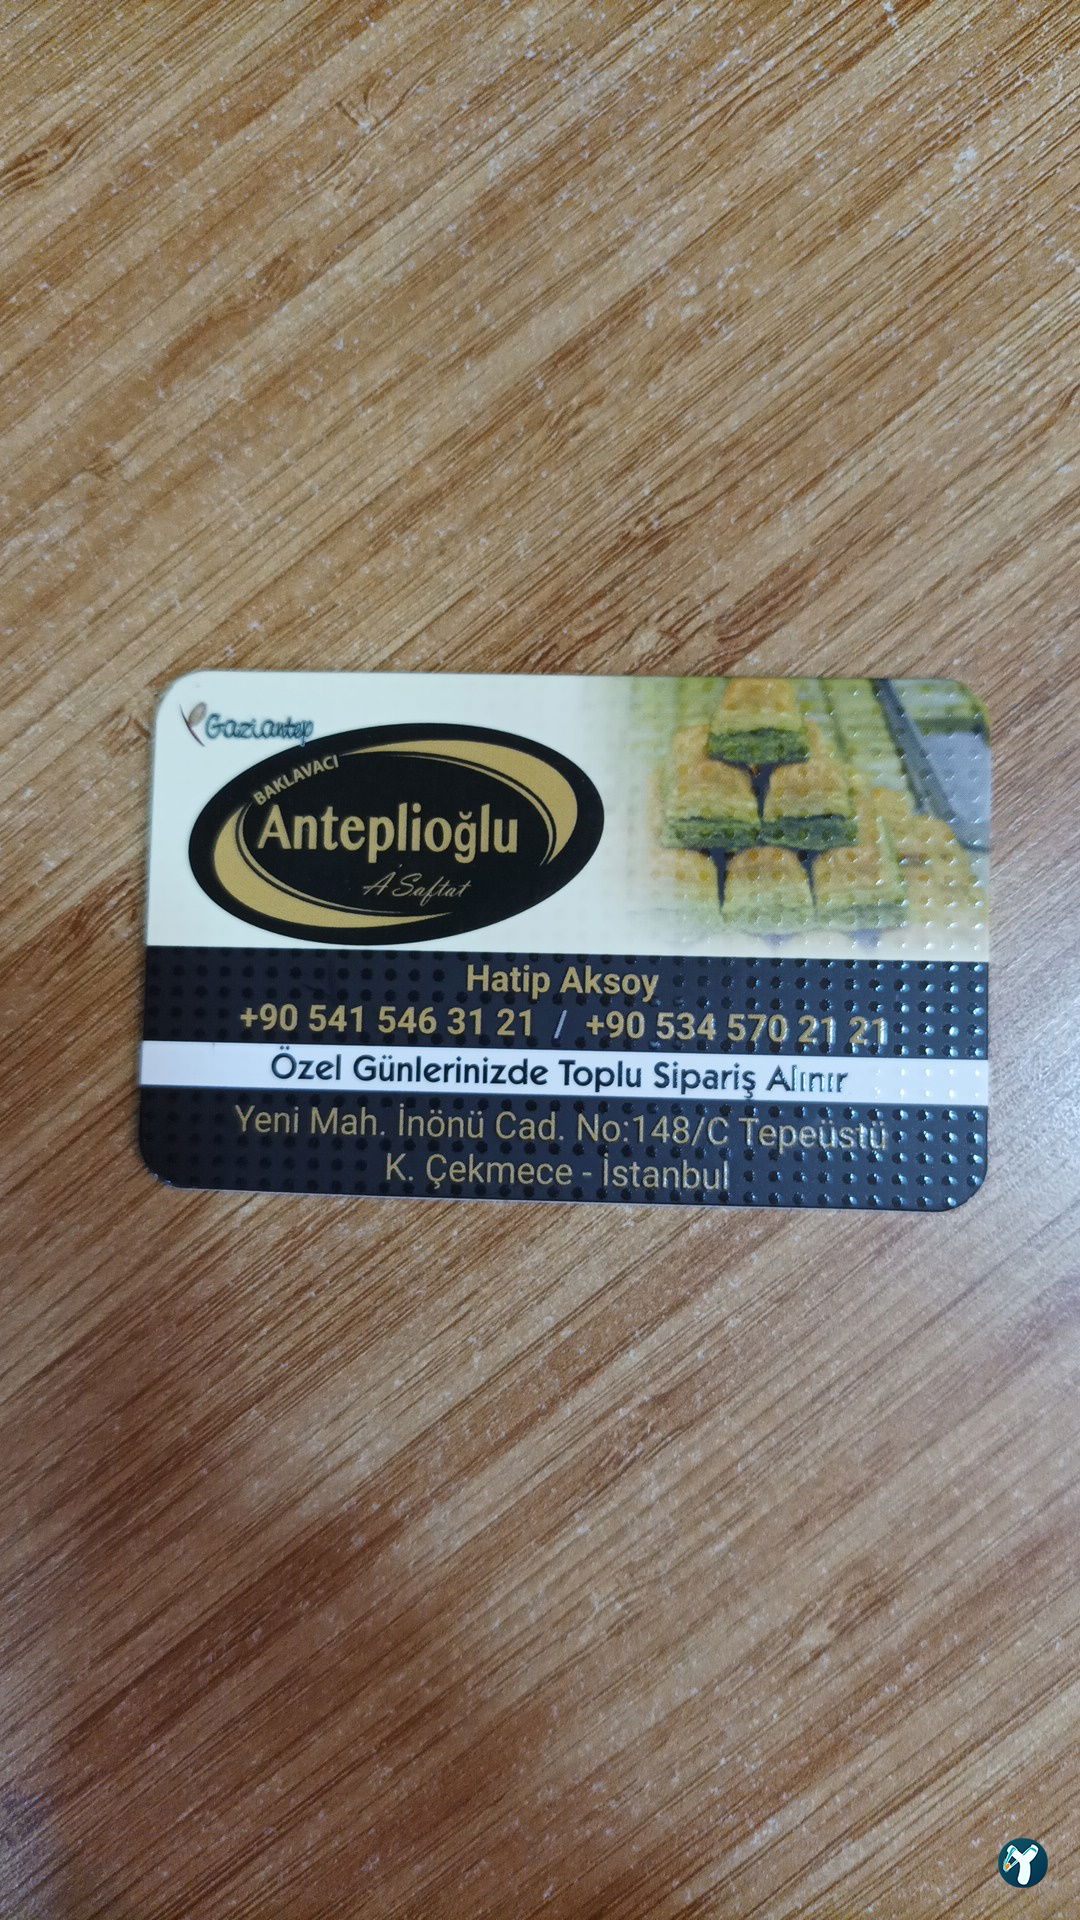 Gaziantep
BAKLAVACI
Anteplioğlu
A'Saftat
Hatip Aksoy
+90 541 546 31 21 / +90 534 570 21 21
Özel Günlerinizde Toplu Sipariş Alınır
Yeni Mah. İnönü Cad. No:148/C Tepeüstü
K. Çekmece - İstanbul